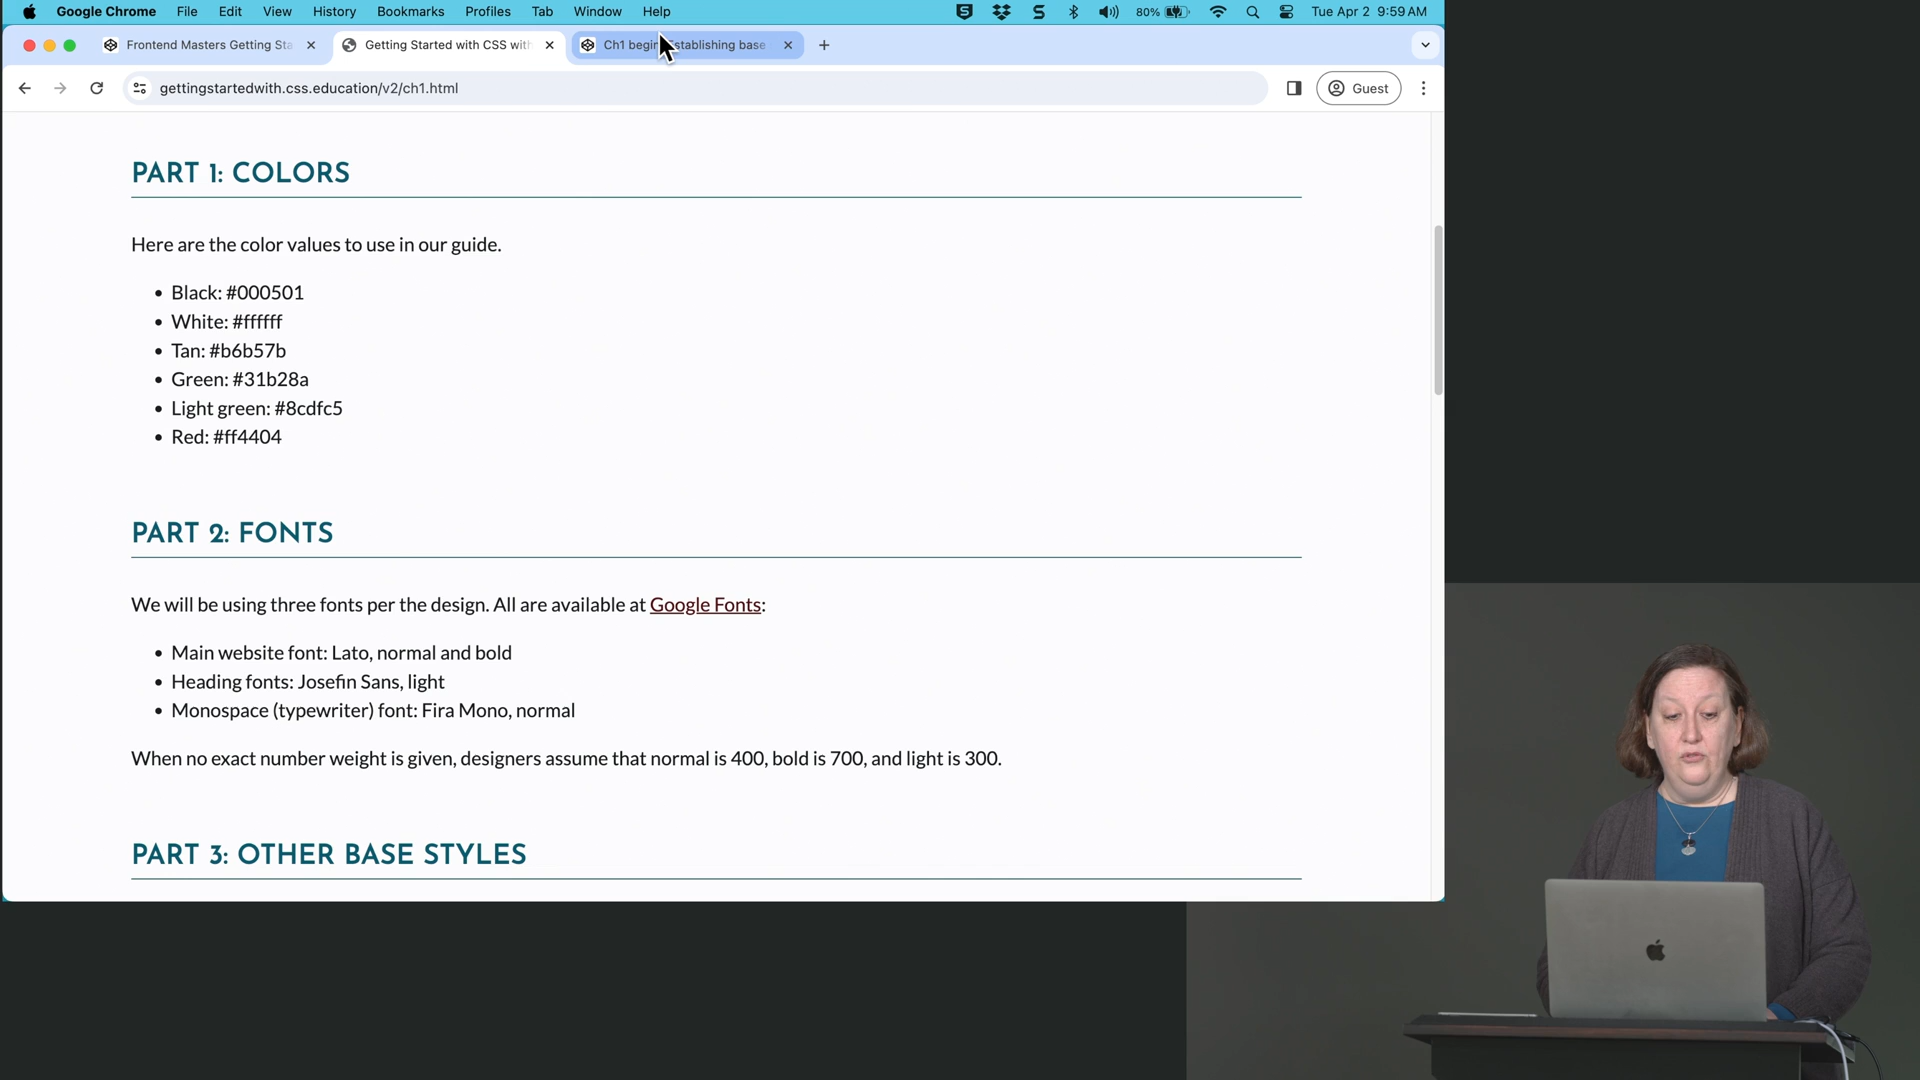 Google Chrome File Edit View History Bookmarks Profiles Tab Window Help 80% Tue Apr 2 9:59 AM
Frontend Masters Getting Sta
Getting Started with CSS with
Ch1 begin establishing base
gettingstartedwith.css.education/v2/ch1.html
Guest
PART 1: COLORS
Here are the color values to use in our guide.
• Black: #000501
• White: #ffffff
• Tan: #b6b57b
• Green: #31b28a
• Light green: #8cdfc5
• Red: #ff4404
PART 2: FONTS
We will be using three fonts per the design. All are available at Google Fonts:
• Main website font: Lato, normal and bold
• Heading fonts: Josefin Sans, light
• Monospace (typewriter) font: Fira Mono, normal
When no exact number weight is given, designers assume that normal is 400, bold is 700, and light is 300.
PART 3: OTHER BASE STYLES